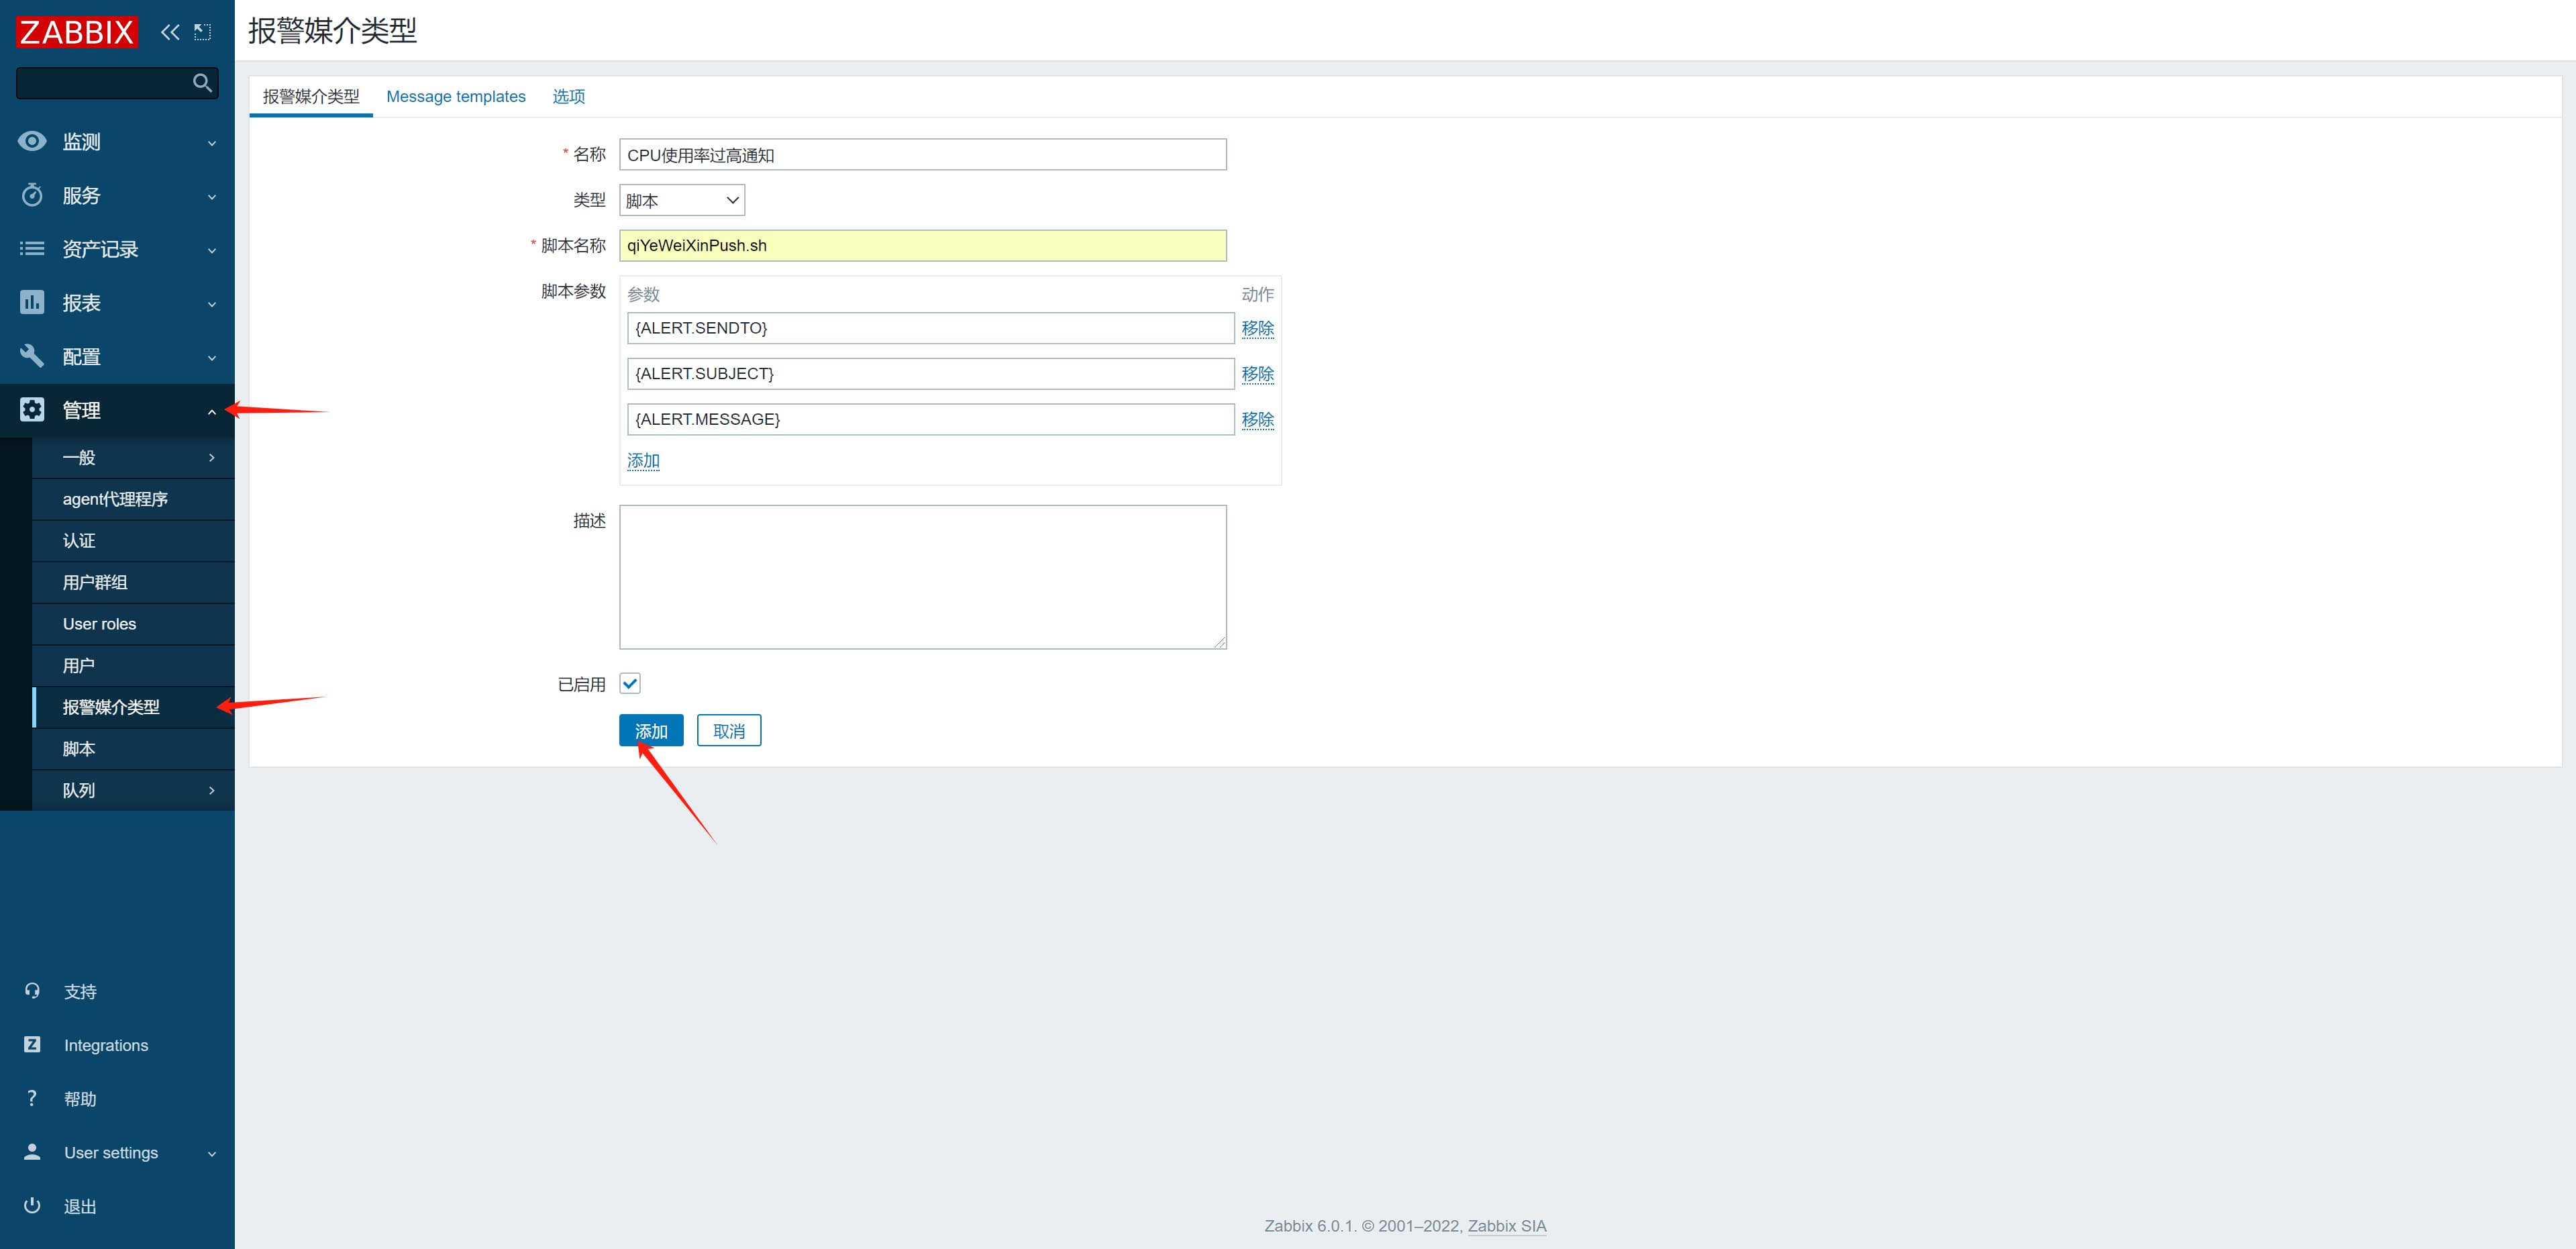 ZABBIX
监测
服务
资产记录
报表
配置
管理
一般
agent代理程序
认证
用户群组
User roles
用户
报警媒介类型
脚本
队列
支持
Integrations
帮助
User settings
退出
报警媒介类型
报警媒介类型 Message templates 选项
* 名称 CPU使用率过高通知
类型 脚本
* 脚本名称 qiYeWeiXinPush.sh
脚本参数 参数 动作
{ALERT.SENDTO} 移除
{ALERT.SUBJECT} 移除
{ALERT.MESSAGE} 移除
添加
描述
已启用
添加 取消
Zabbix 6.0.1. © 2001–2022, Zabbix SIA